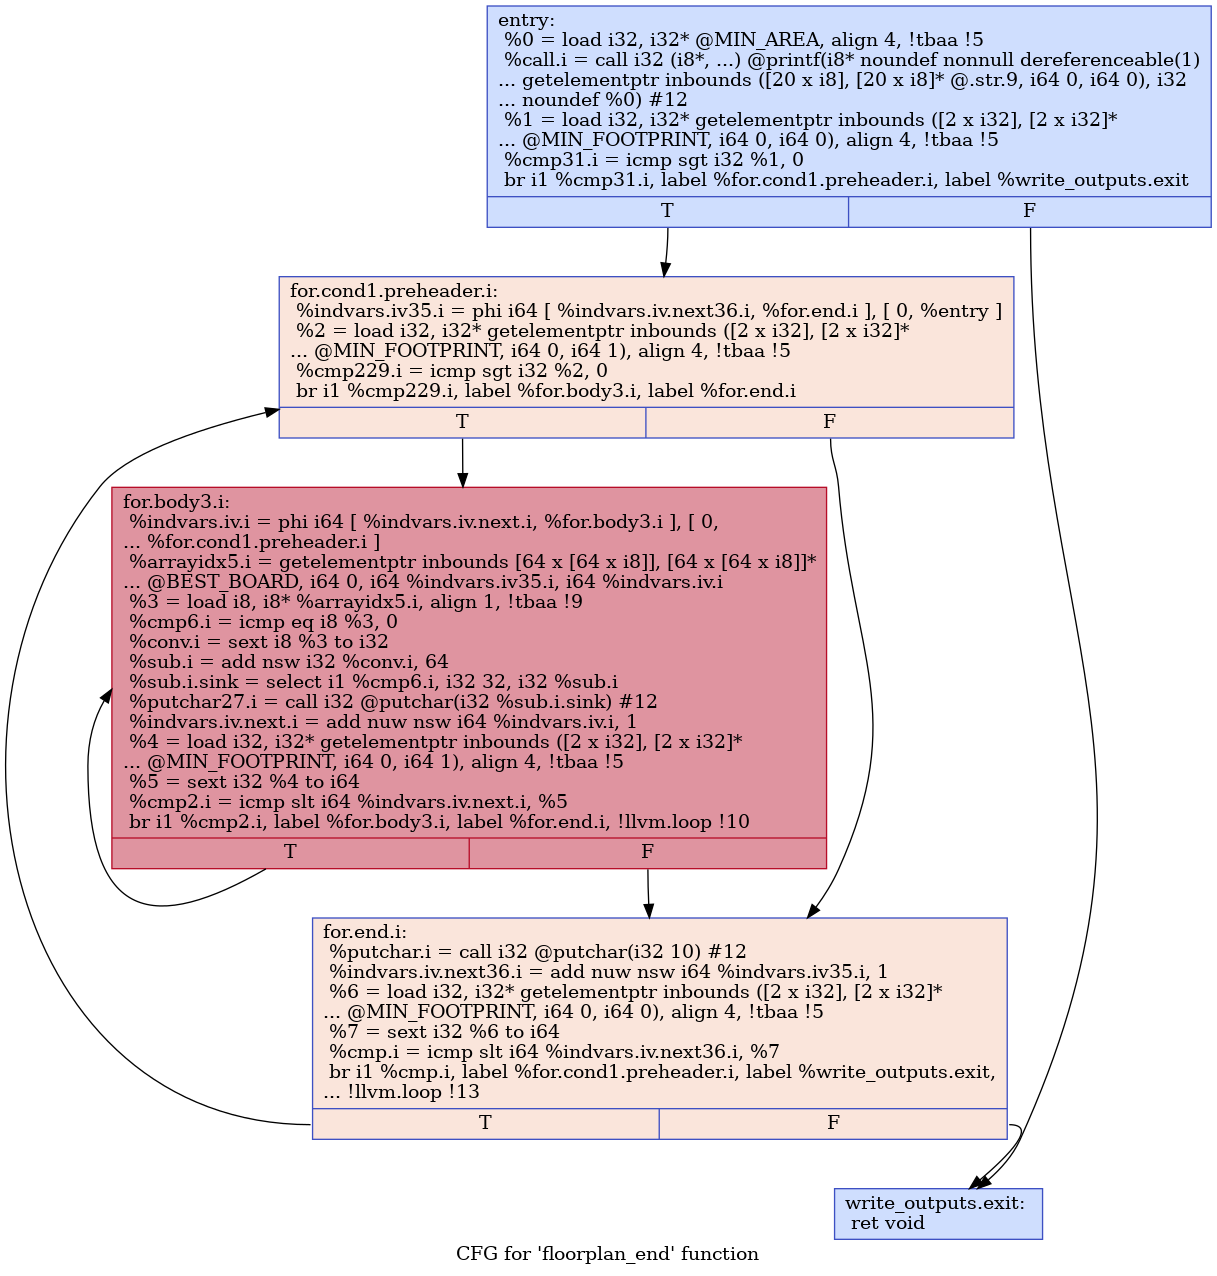 entry:
%0 = load i32, i32* @MIN_AREA, align 4, !tbaa !5
%call.i = call i32 (i8*, ...) @printf(i8* noundef nonnull dereferenceable(1)
... getelementptr inbounds ([20 x i8], [20 x i8]* @.str.9, i64 0, i64 0), i32
... noundef %0) #12
%1 = load i32, i32* getelementptr inbounds ([2 x i32], [2 x i32]*
... @MIN_FOOTPRINT, i64 0, i64 0), align 4, !tbaa !5
%cmp31.i = icmp sgt i32 %1, 0
br i1 %cmp31.i, label %for.cond1.preheader.i, label %write_outputs.exit
T F
for.cond1.preheader.i:
%indvars.iv35.i = phi i64 [ %indvars.iv.next36.i, %for.end.i ], [ 0, %entry ]
%2 = load i32, i32* getelementptr inbounds ([2 x i32], [2 x i32]*
... @MIN_FOOTPRINT, i64 0, i64 1), align 4, !tbaa !5
%cmp229.i = icmp sgt i32 %2, 0
br i1 %cmp229.i, label %for.body3.i, label %for.end.i
T F
for.body3.i:
%indvars.iv.i = phi i64 [ %indvars.iv.next.i, %for.body3.i ], [ 0,
... %for.cond1.preheader.i ]
%arrayidx5.i = getelementptr inbounds [64 x [64 x i8]], [64 x [64 x i8]]*
... @BEST_BOARD, i64 0, i64 %indvars.iv35.i, i64 %indvars.iv.i
%3 = load i8, i8* %arrayidx5.i, align 1, !tbaa !9
%cmp6.i = icmp eq i8 %3, 0
%conv.i = sext i8 %3 to i32
%sub.i = add nsw i32 %conv.i, 64
%sub.i.sink = select i1 %cmp6.i, i32 32, i32 %sub.i
%putchar27.i = call i32 @putchar(i32 %sub.i.sink) #12
%indvars.iv.next.i = add nuw nsw i64 %indvars.iv.i, 1
%4 = load i32, i32* getelementptr inbounds ([2 x i32], [2 x i32]*
... @MIN_FOOTPRINT, i64 0, i64 1), align 4, !tbaa !5
%5 = sext i32 %4 to i64
%cmp2.i = icmp slt i64 %indvars.iv.next.i, %5
br i1 %cmp2.i, label %for.body3.i, label %for.end.i, !llvm.loop !10
T F
for.end.i:
%putchar.i = call i32 @putchar(i32 10) #12
%indvars.iv.next36.i = add nuw nsw i64 %indvars.iv35.i, 1
%6 = load i32, i32* getelementptr inbounds ([2 x i32], [2 x i32]*
... @MIN_FOOTPRINT, i64 0, i64 0), align 4, !tbaa !5
%7 = sext i32 %6 to i64
%cmp.i = icmp slt i64 %indvars.iv.next36.i, %7
br i1 %cmp.i, label %for.cond1.preheader.i, label %write_outputs.exit,
... !llvm.loop !13
T F
write_outputs.exit:
ret void
CFG for 'floorplan_end' function